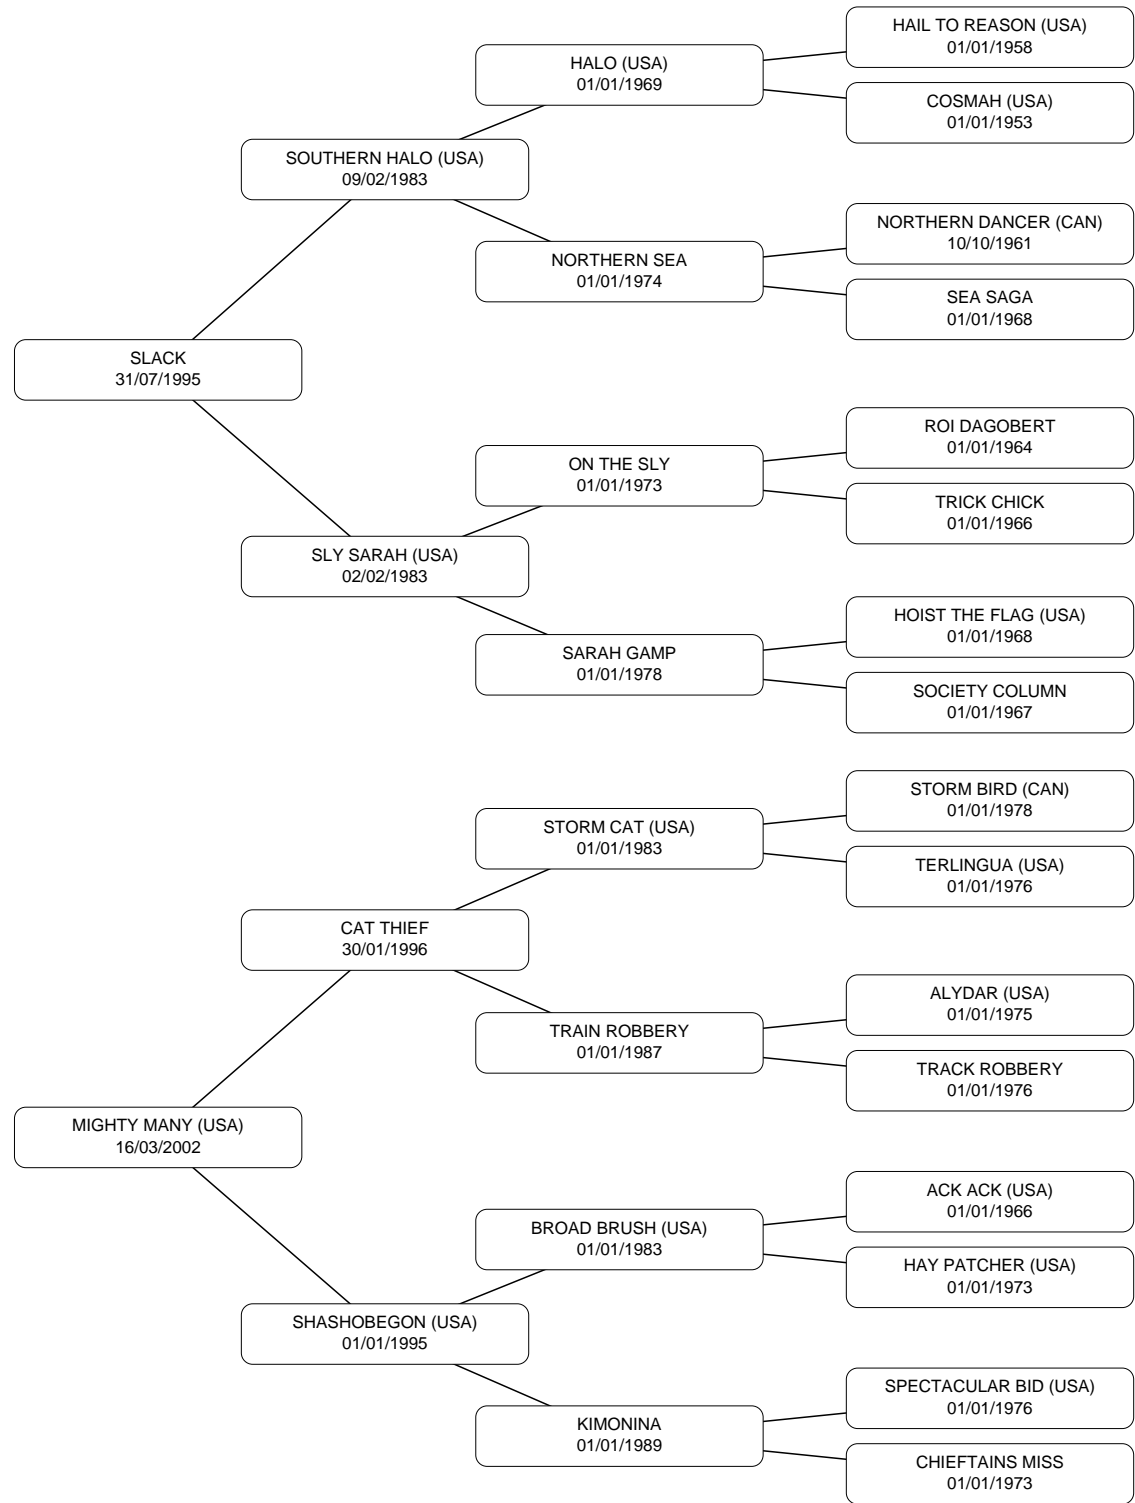 HAIL TO REASON (USA)
01/01/1958
HALO (USA)
01/01/1969
COSMAH (USA)
01/01/1953
SOUTHERN HALO (USA)
09/02/1983
NORTHERN DANCER (CAN)
10/10/1961
NORTHERN SEA
01/01/1974
SEA SAGA
01/01/1968
SLACK
31/07/1995
ROI DAGOBERT
01/01/1964
ON THE SLY
01/01/1973
TRICK CHICK
01/01/1966
SLY SARAH (USA)
02/02/1983
HOIST THE FLAG (USA)
01/01/1968
SARAH GAMP
01/01/1978
SOCIETY COLUMN
01/01/1967
STORM BIRD (CAN)
01/01/1978
STORM CAT (USA)
01/01/1983
TERLINGUA (USA)
01/01/1976
CAT THIEF
30/01/1996
ALYDAR (USA)
01/01/1975
TRAIN ROBBERY
01/01/1987
TRACK ROBBERY
01/01/1976
MIGHTY MANY (USA)
16/03/2002
ACK ACK (USA)
01/01/1966
BROAD BRUSH (USA)
01/01/1983
HAY PATCHER (USA)
01/01/1973
SHASHOBEGON (USA)
01/01/1995
SPECTACULAR BID (USA)
01/01/1976
KIMONINA
01/01/1989
CHIEFTAINS MISS
01/01/1973